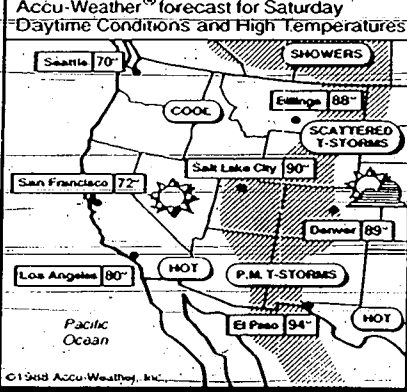 Accu-Weather® forecast for Saturday
Daytime Conditions and High Temperatures
SHOWERS
Seattle 70°
COOL
Billings 88°
SCATTERED
T-STORMS
Salt Lake City 90°
San Francisco 72°
Denver 89°
Los Angeles 80°
HOT
P.M. T-STORMS
El Paso 94°
HOT
Pacific
Ocean
©1988 Accu-Weather, Inc.